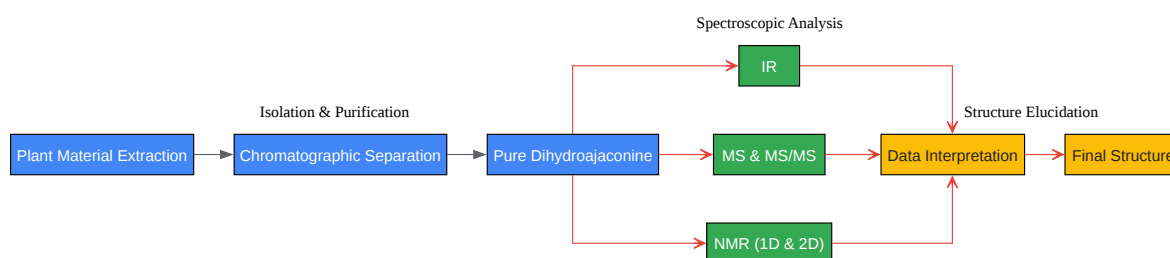 Spectroscopic Analysis
IR
Isolation & Purification
Structure Elucidation
Plant Material Extraction
Chromatographic Separation
Pure Dihydroajaconine
MS & MS/MS
Data Interpretation
Final Structure
NMR (1D & 2D)